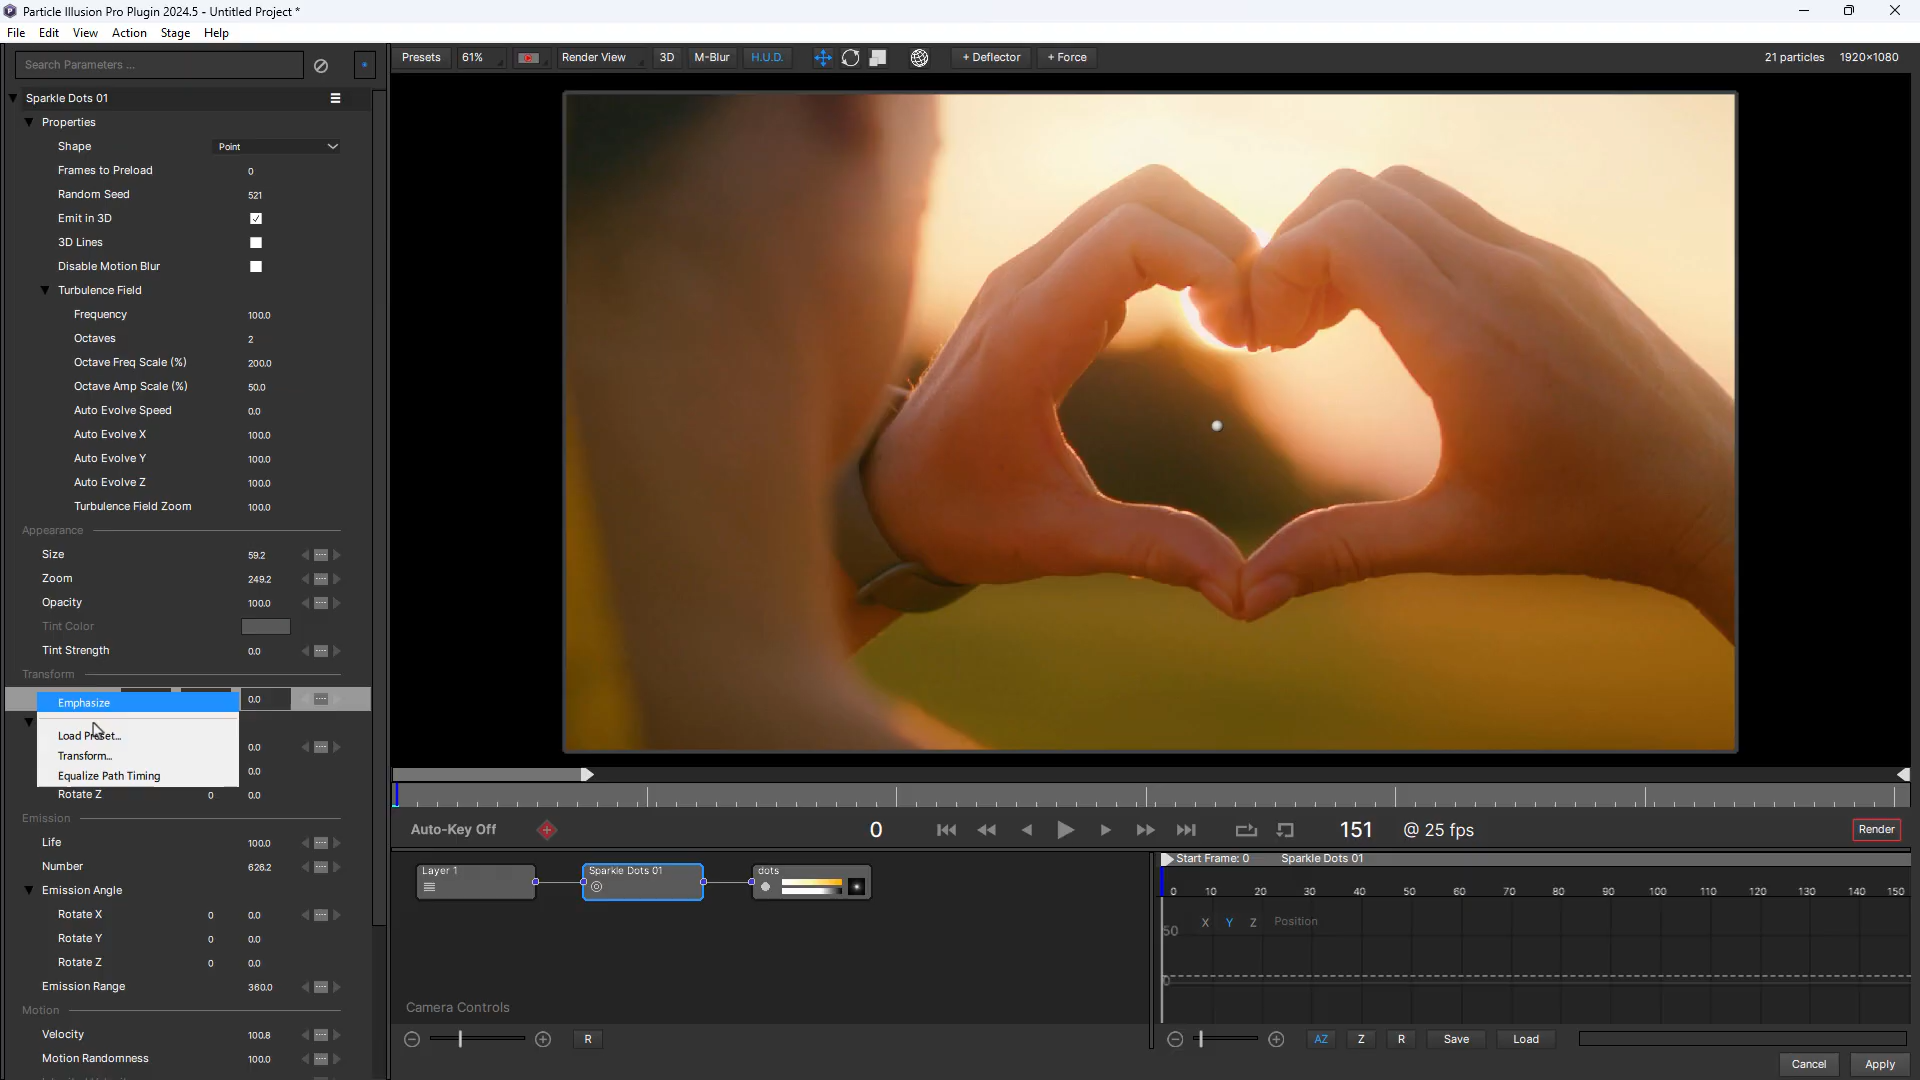 Particle Illusion Pro Plugin 2024.5 - Untitled Project *
File Edit View Action Stage Help
Search Parameters ...
Presets 61% Render View 3D M-Blur H.U.D. + Deflector + Force 21 particles 1920×1080
Sparkle Dots 01
Properties
Shape Point
Frames to Preload 0
Random Seed 521
Emit in 3D
3D Lines
Disable Motion Blur
Turbulence Field
Frequency 100.0
Octaves 2
Octave Freq Scale (%) 200.0
Octave Amp Scale (%) 50.0
Auto Evolve Speed 0.0
Auto Evolve X 100.0
Auto Evolve Y 100.0
Auto Evolve Z 100.0
Turbulence Field Zoom 100.0
Appearance
Size 59.2
Zoom 249.2
Opacity 100.0
Tint Color
Tint Strength 0.0
Transform
0.0
Emphasize
Load Preset...
0.0
Transform...
0.0
Equalize Path Timing
Rotate Z 0 0.0
Emission
Life 100.0
Number 626.2
Emission Angle
Rotate X 0 0.0
Rotate Y 0 0.0
Rotate Z 0 0.0
Emission Range 360.0
Motion
Velocity 100.8
Motion Randomness 100.0
Auto-Key Off 0 151 @ 25 fps Render
Layer 1 Sparkle Dots 01 dots
Camera Controls
R
Start Frame: 0 Sparkle Dots 01
0 10 20 30 40 50 60 70 80 90 100 110 120 130 140 150
X Y Z Position
50
0
AZ Z R Save Load
Cancel Apply